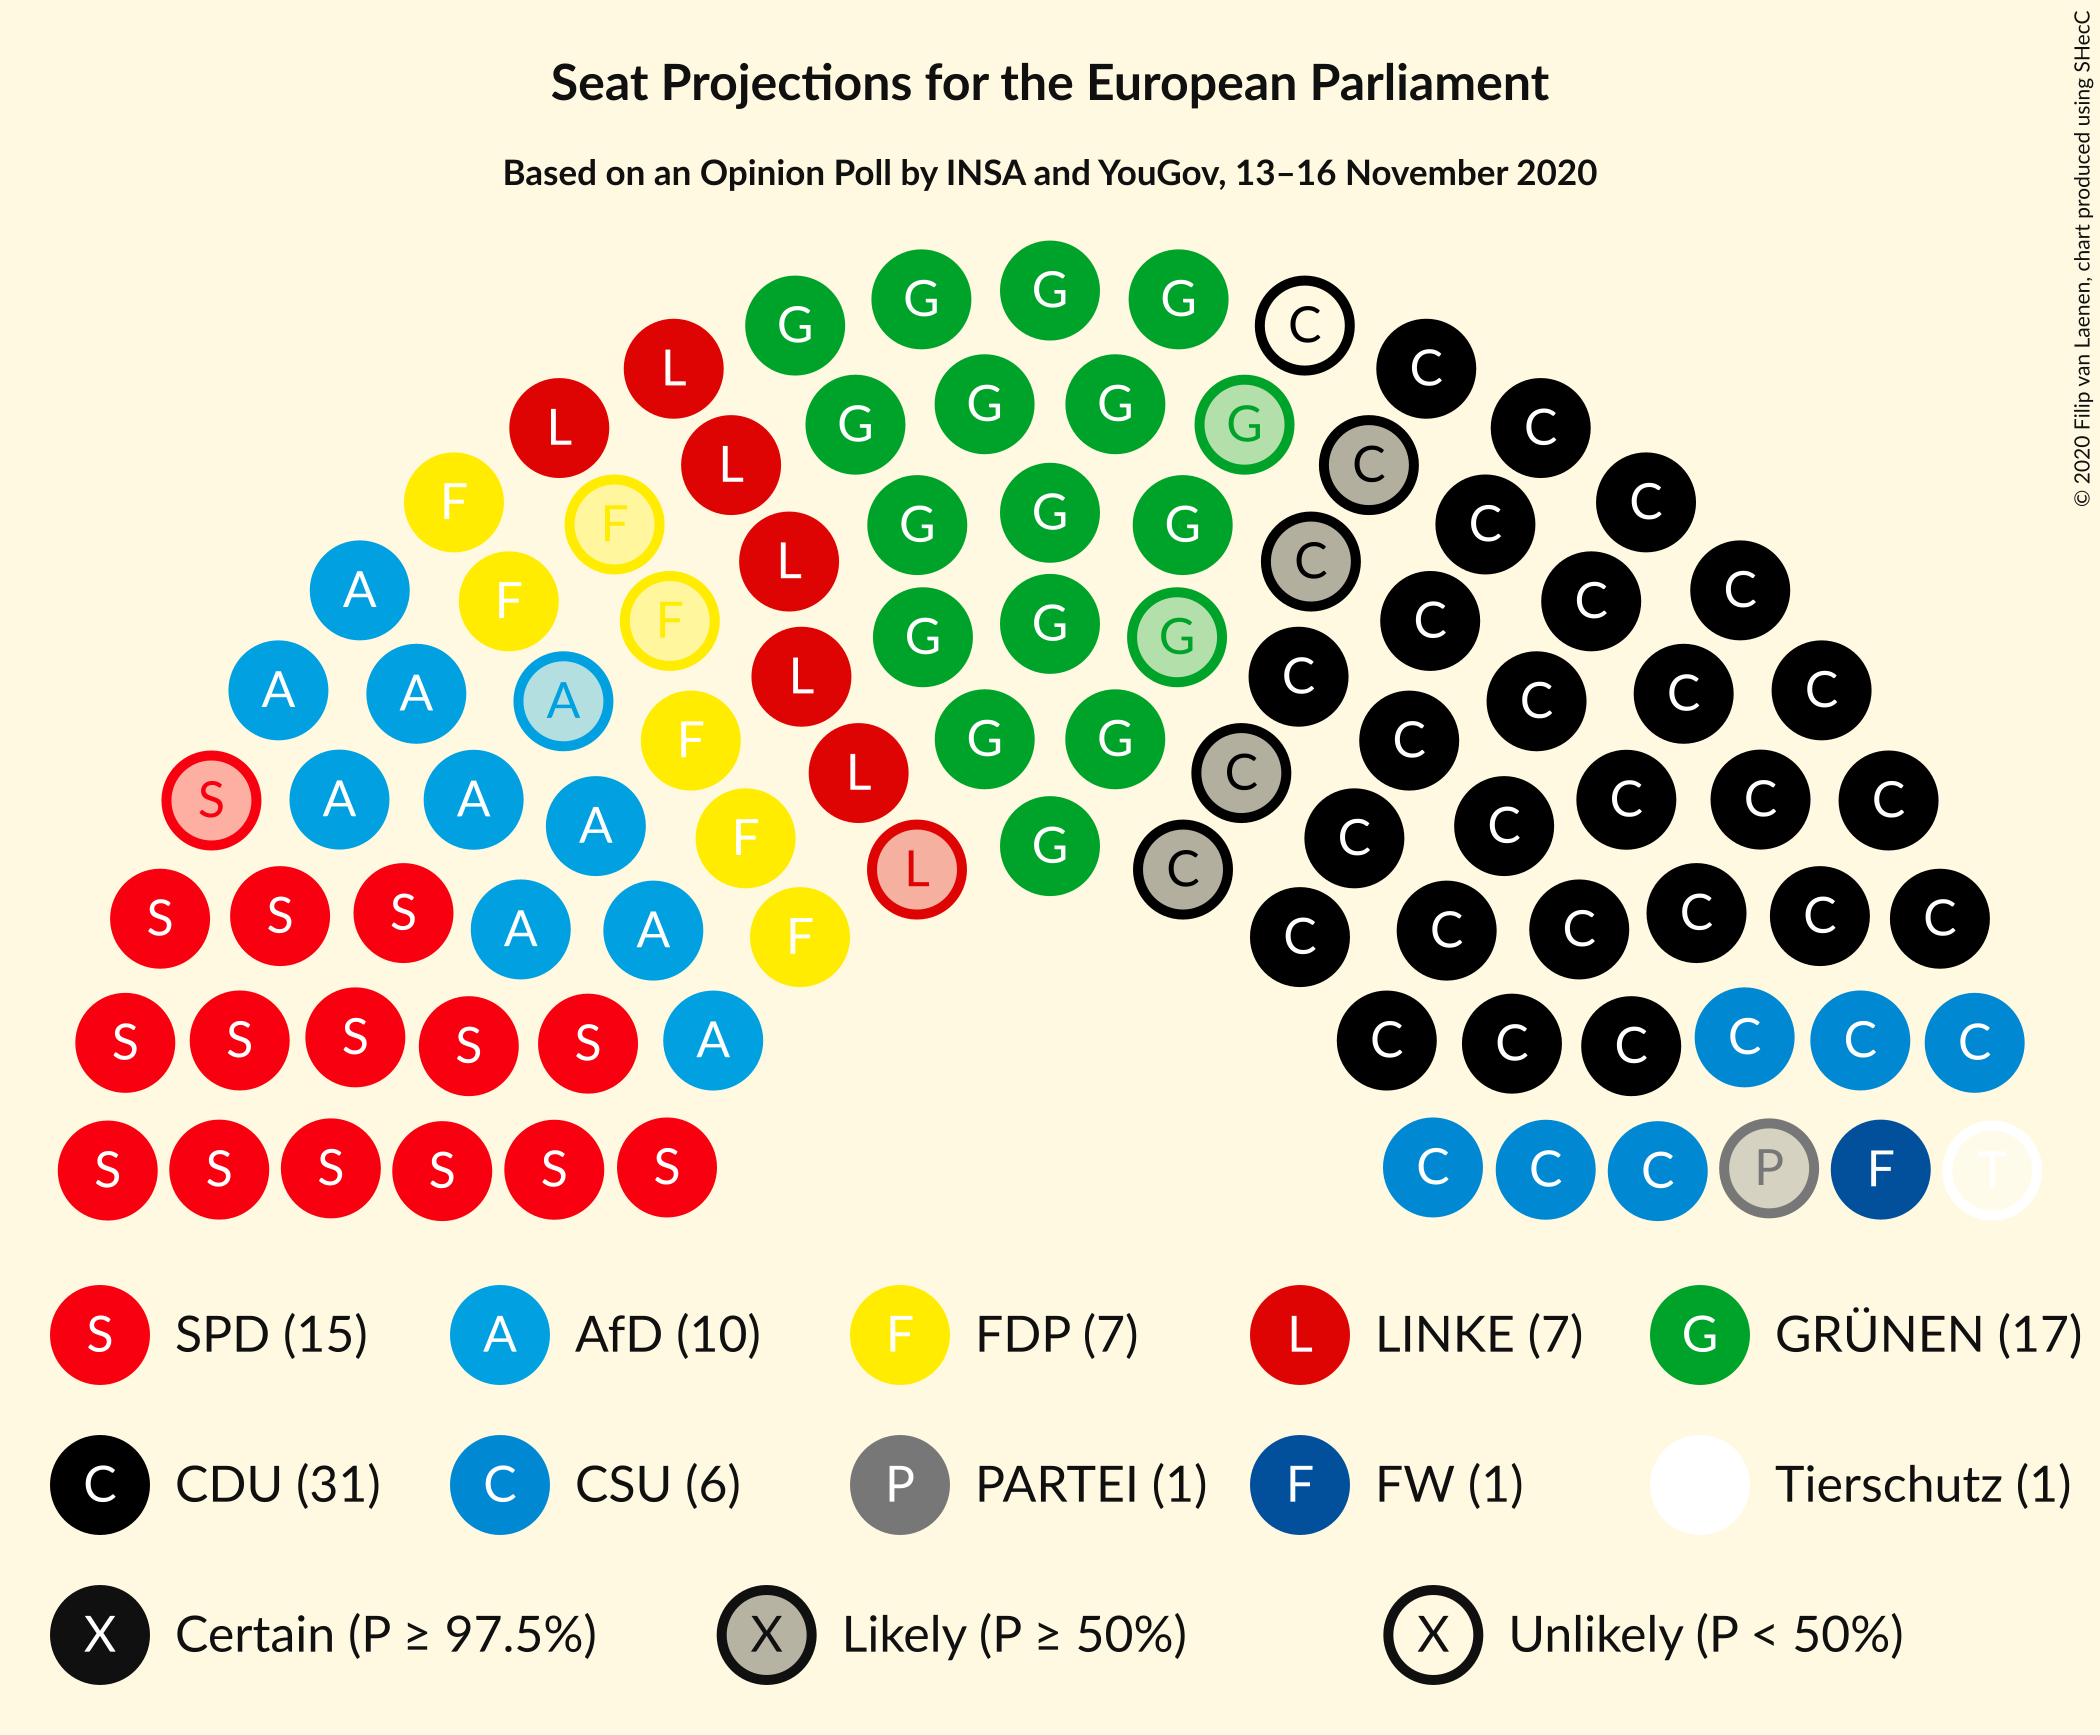 Seat Projections for the European Parliament
Based on an Opinion Poll by INSA and YouGov, 13–16 November 2020
© 2020 Filip van Laenen, chart produced using SHecC
G G G G C
L G G G G C C
L L G G G C C
F F L G G G C C C
A F F L G G G C C C C
A A A F L G G C C C C C
S A A A F L G C C C C C C
S S S A A F C C C C C C
S S S S S A C C C C C C
S S S S S S C C C P F T
S SPD (15) A AfD (10) F FDP (7) L LINKE (7) G GRÜNEN (17)
C CDU (31) C CSU (6) P PARTEI (1) F FW (1) Tierschutz (1)
X Certain (P ≥ 97.5%) X Likely (P ≥ 50%) X Unlikely (P < 50%)